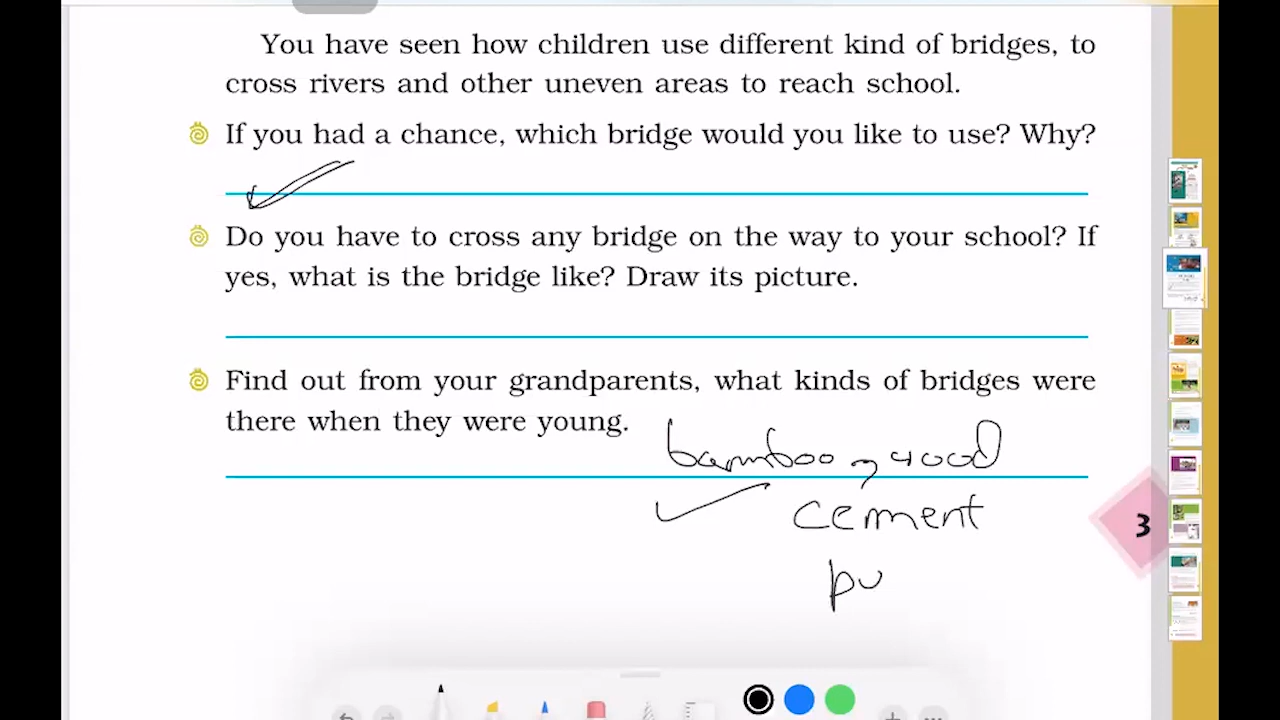 You have seen how children use different kind of bridges, to
cross rivers and other uneven areas to reach school.
If you had a chance, which bridge would you like to use? Why?
Do you have to cross any bridge on the way to your school? If
yes, what is the bridge like? Draw its picture.
Find out from your grandparents, what kinds of bridges were
there when they were young.
bamboo, wood
cement
pu
3